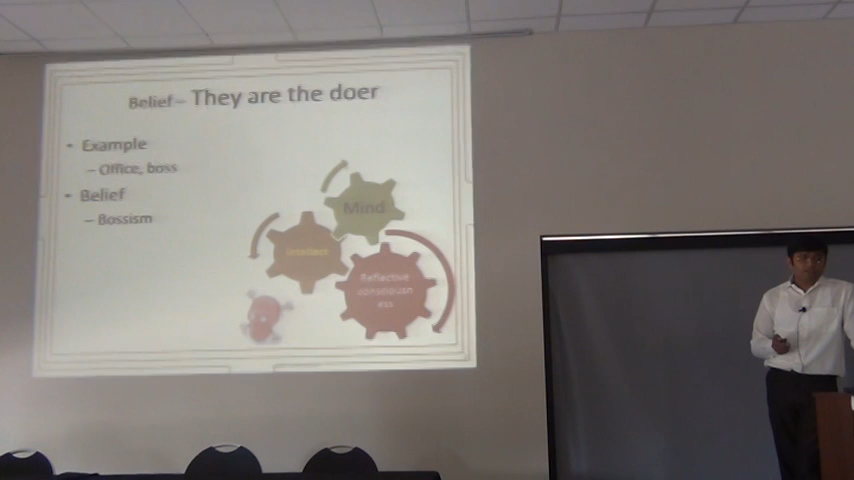 Belief – They are the doer
• Example
– Office, boss
• Belief
– Bossism
Mind
Intellect
Reflective
consciousn
ess